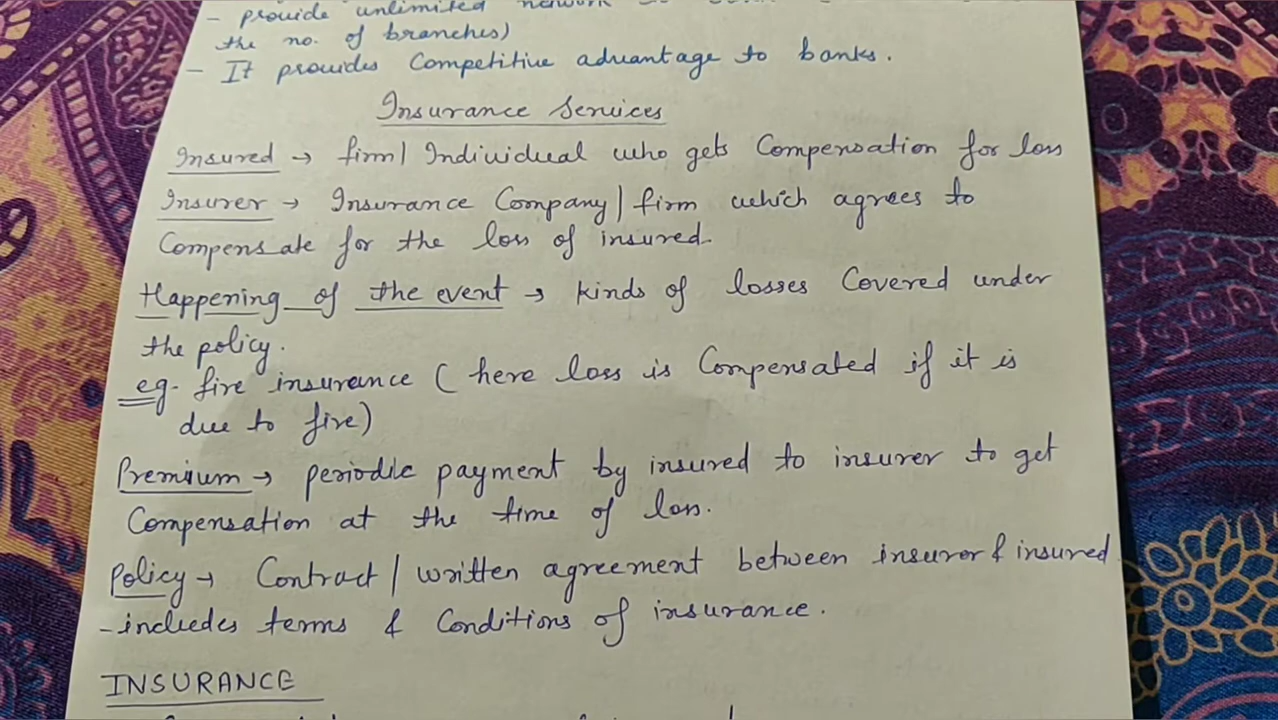 - provide unlimited network
the no. of branches)
- It provides Competitive advantage to banks.
Insurance Services
Insured → firm/ Individual who gets Compensation for loss
Insurer → Insurance Company/ firm which agrees to
Compensate for the loss of insured.
Happening of the event → kinds of losses Covered under
the policy.
eg. fire insurance ( here loss is Compensated if it is
due to fire)
Premium → periodic payment by insured to insurer to get
Compensation at the time of loss.
Policy → Contract / written agreement between insurer & insured
- includes terms & Conditions of insurance.
INSURANCE